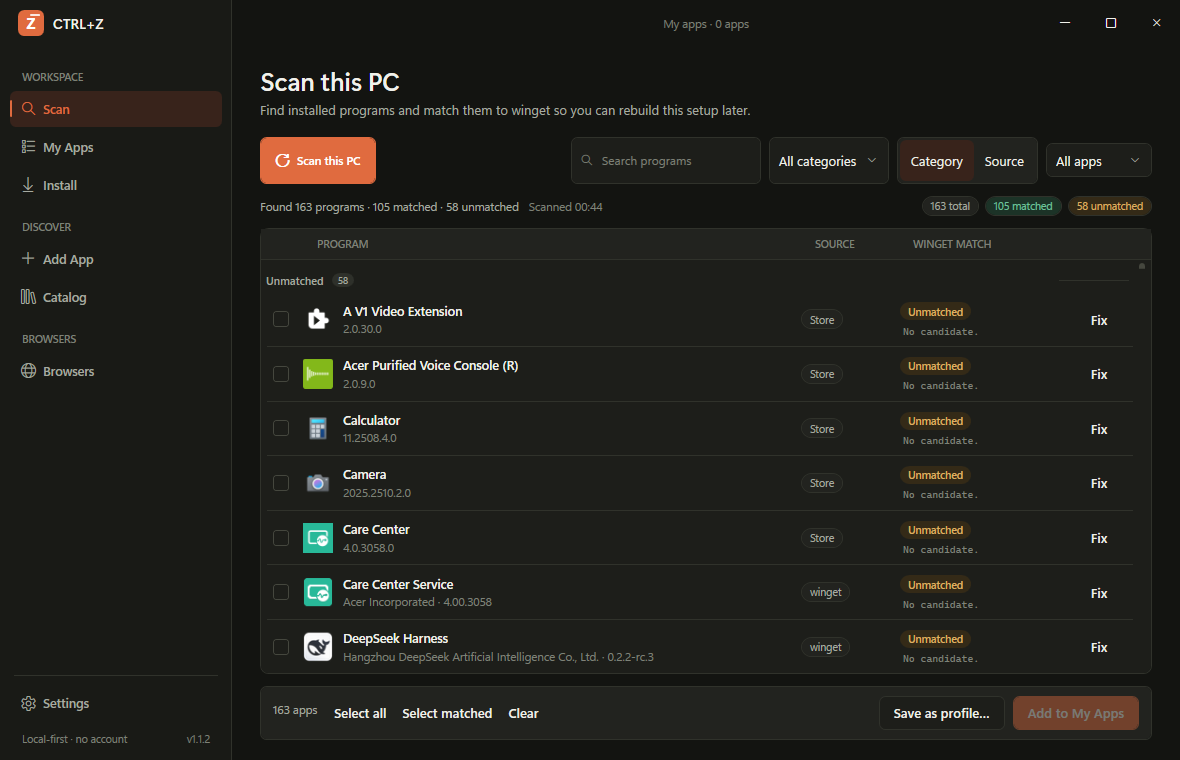 CTRL+Z
My apps · 0 apps
WORKSPACE
Scan
My Apps
Install
DISCOVER
Add App
Catalog
BROWSERS
Browsers
Settings
Local-first · no account
v1.1.2
Scan this PC
Find installed programs and match them to winget so you can rebuild this setup later.
Scan this PC
Search programs
All categories
Category
Source
All apps
Found 163 programs · 105 matched · 58 unmatched
Scanned 00:44
163 total
105 matched
58 unmatched
PROGRAM
SOURCE
WINGET MATCH
Unmatched 58
A V1 Video Extension
2.0.30.0
Store
Unmatched
No candidate.
Fix
Acer Purified Voice Console (R)
2.0.9.0
Store
Unmatched
No candidate.
Fix
Calculator
11.2508.4.0
Store
Unmatched
No candidate.
Fix
Camera
2025.2510.2.0
Store
Unmatched
No candidate.
Fix
Care Center
4.0.3058.0
Store
Unmatched
No candidate.
Fix
Care Center Service
Acer Incorporated · 4.00.3058
winget
Unmatched
No candidate.
Fix
DeepSeek Harness
Hangzhou DeepSeek Artificial Intelligence Co., Ltd. · 0.2.2-rc.3
winget
Unmatched
No candidate.
Fix
163 apps
Select all
Select matched
Clear
Save as profile...
Add to My Apps